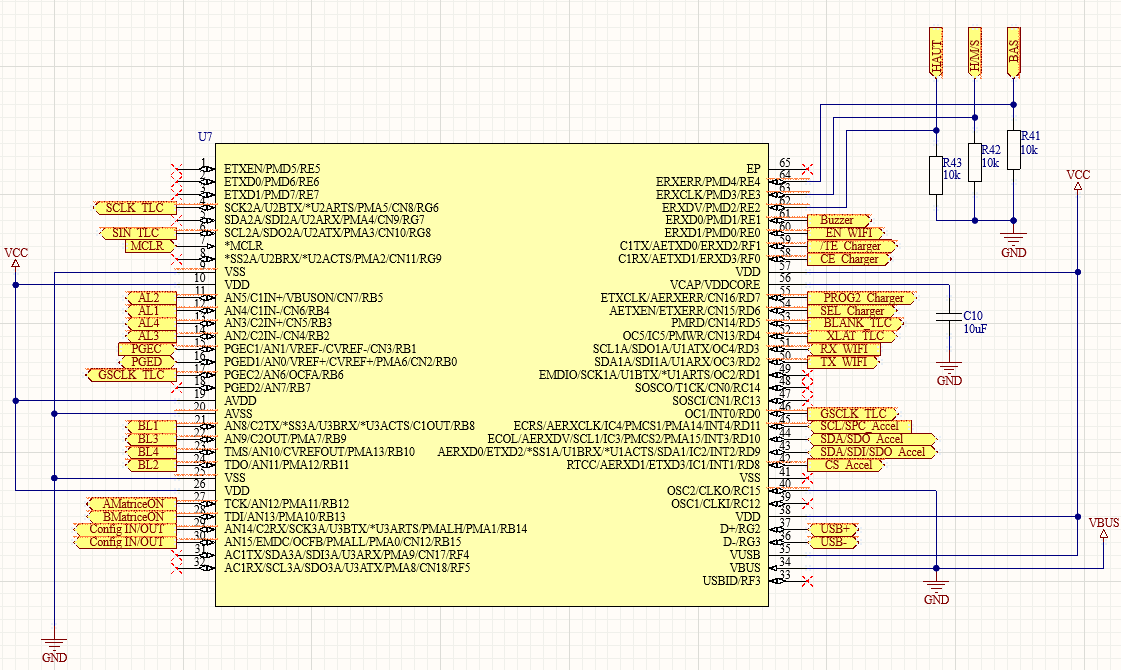 HAUT
H/M/S
BAS
U7
R41
10k
R42
10k
R43
10k
VCC
GND
1 ETXEN/PMD5/RE5
2 ETXD0/PMD6/RE6
3 ETXD1/PMD7/RE7
SCLK_TLC 4 SCK2A/U2BTX/*U2ARTS/PMA5/CN8/RG6
5 SDA2A/SDI2A/U2ARX/PMA4/CN9/RG7
SIN_TLC 6 SCL2A/SDO2A/U2ATX/PMA3/CN10/RG8
MCLR 7 *MCLR
8 *SS2A/U2BRX/*U2ACTS/PMA2/CN11/RG9
9 VSS
VCC
10 VDD
AL2 11 AN5/C1IN+/VBUSON/CN7/RB5
AL1 12 AN4/C1IN-/CN6/RB4
AL4 13 AN3/C2IN+/CN5/RB3
AL3 14 AN2/C2IN-/CN4/RB2
PGEC 15 PGEC1/AN1/VREF-/CVREF-/CN3/RB1
PGED 16 PGED1/AN0/VREF+/CVREF+/PMA6/CN2/RB0
GSCLK_TLC 17 PGEC2/AN6/OCFA/RB6
18 PGED2/AN7/RB7
19 AVDD
20 AVSS
BL1 21 AN8/C2TX/*SS3A/U3BRX/*U3ACTS/C1OUT/RB8
BL3 22 AN9/C2OUT/PMA7/RB9
BL4 23 TMS/AN10/CVREFOUT/PMA13/RB10
BL2 24 TDO/AN11/PMA12/RB11
25 VSS
26 VDD
AMatriceON 27 TCK/AN12/PMA11/RB12
BMatriceON 28 TDI/AN13/PMA10/RB13
Config IN/OUT 29 AN14/C2RX/SCK3A/U3BTX/*U3ARTS/PMALH/PMA1/RB14
Config IN/OUT 30 AN15/EMDC/OCFB/PMALL/PMA0/CN12/RB15
31 AC1TX/SDA3A/SDI3A/U3ARX/PMA9/CN17/RF4
32 AC1RX/SCL3A/SDO3A/U3ATX/PMA8/CN18/RF5
GND
EP 65
ERXERR/PMD4/RE4 64
ERXCLK/PMD3/RE3 63
ERXDV/PMD2/RE2 62
ERXD0/PMD1/RE1 61 Buzzer
ERXD1/PMD0/RE0 60 EN_WIFI
C1TX/AETXD0/ERXD2/RF1 59 /TE_Charger
C1RX/AETXD1/ERXD3/RF0 58 CE_Charger
VDD 57
VCAP/VDDCORE 56
ETXCLK/AERXERR/CN16/RD7 55 PROG2_Charger
AETXEN/ETXERR/CN15/RD6 54 SEL_Charger
PMRD/CN14/RD5 53 BLANK_TLC
OC5/IC5/PMWR/CN13/RD4 52 XLAT_TLC
SCL1A/SDO1A/U1ATX/OC4/RD3 51 RX_WIFI
SDA1A/SDI1A/U1ARX/OC3/RD2 50 TX_WIFI
EMDIO/SCK1A/U1BTX/*U1ARTS/OC2/RD1 49
SOSCO/T1CK/CN0/RC14 48
SOSCI/CN1/RC13 47
OC1/INT0/RD0 46 GSCLK_TLC
ECRS/AERXCLK/IC4/PMCS1/PMA14/INT4/RD11 45 SCL/SPC_Accel
ECOL/AERXDV/SCL1/IC3/PMCS2/PMA15/INT3/RD10 44 SDA/SDO_Accel
AERXD0/ETXD2/*SS1A/U1BRX/*U1ACTS/SDA1/IC2/INT2/RD9 43 SDA/SDI/SDO_Accel
RTCC/AERXD1/ETXD3/IC1/INT1/RD8 42 CS_Accel
VSS 41
OSC2/CLKO/RC15 40
OSC1/CLKI/RC12 39
VDD 38
D+/RG2 37 USB+
D-/RG3 36 USB-
VUSB 35
VBUS 34
USBID/RF3 33
C10
10uF
GND
VBUS
GND